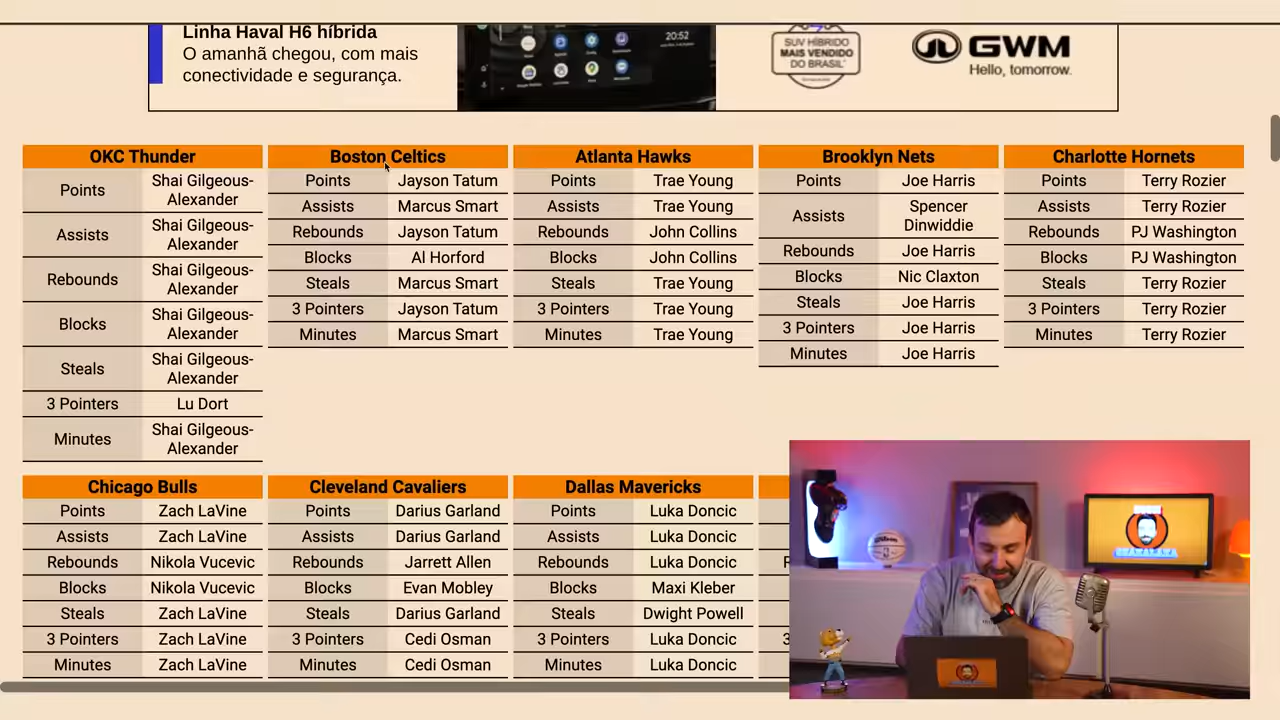 Linha Haval H6 híbrida
O amanhã chegou, com mais
conectividade e segurança.
20:52
SUV HÍBRIDO
MAIS VENDIDO
DO BRASIL
GWM
Hello, tomorrow.
OKC Thunder
Points Shai Gilgeous-
Alexander
Assists Shai Gilgeous-
Alexander
Rebounds Shai Gilgeous-
Alexander
Blocks Shai Gilgeous-
Alexander
Steals Shai Gilgeous-
Alexander
3 Pointers Lu Dort
Minutes Shai Gilgeous-
Alexander
Boston Celtics
Points Jayson Tatum
Assists Marcus Smart
Rebounds Jayson Tatum
Blocks Al Horford
Steals Marcus Smart
3 Pointers Jayson Tatum
Minutes Marcus Smart
Atlanta Hawks
Points Trae Young
Assists Trae Young
Rebounds John Collins
Blocks John Collins
Steals Trae Young
3 Pointers Trae Young
Minutes Trae Young
Brooklyn Nets
Points Joe Harris
Assists Spencer
Dinwiddie
Rebounds Joe Harris
Blocks Nic Claxton
Steals Joe Harris
3 Pointers Joe Harris
Minutes Joe Harris
Charlotte Hornets
Points Terry Rozier
Assists Terry Rozier
Rebounds PJ Washington
Blocks PJ Washington
Steals Terry Rozier
3 Pointers Terry Rozier
Minutes Terry Rozier
Chicago Bulls
Points Zach LaVine
Assists Zach LaVine
Rebounds Nikola Vucevic
Blocks Nikola Vucevic
Steals Zach LaVine
3 Pointers Zach LaVine
Minutes Zach LaVine
Cleveland Cavaliers
Points Darius Garland
Assists Darius Garland
Rebounds Jarrett Allen
Blocks Evan Mobley
Steals Darius Garland
3 Pointers Cedi Osman
Minutes Cedi Osman
Dallas Mavericks
Points Luka Doncic
Assists Luka Doncic
Rebounds Luka Doncic
Blocks Maxi Kleber
Steals Dwight Powell
3 Pointers Luka Doncic
Minutes Luka Doncic
Wilson